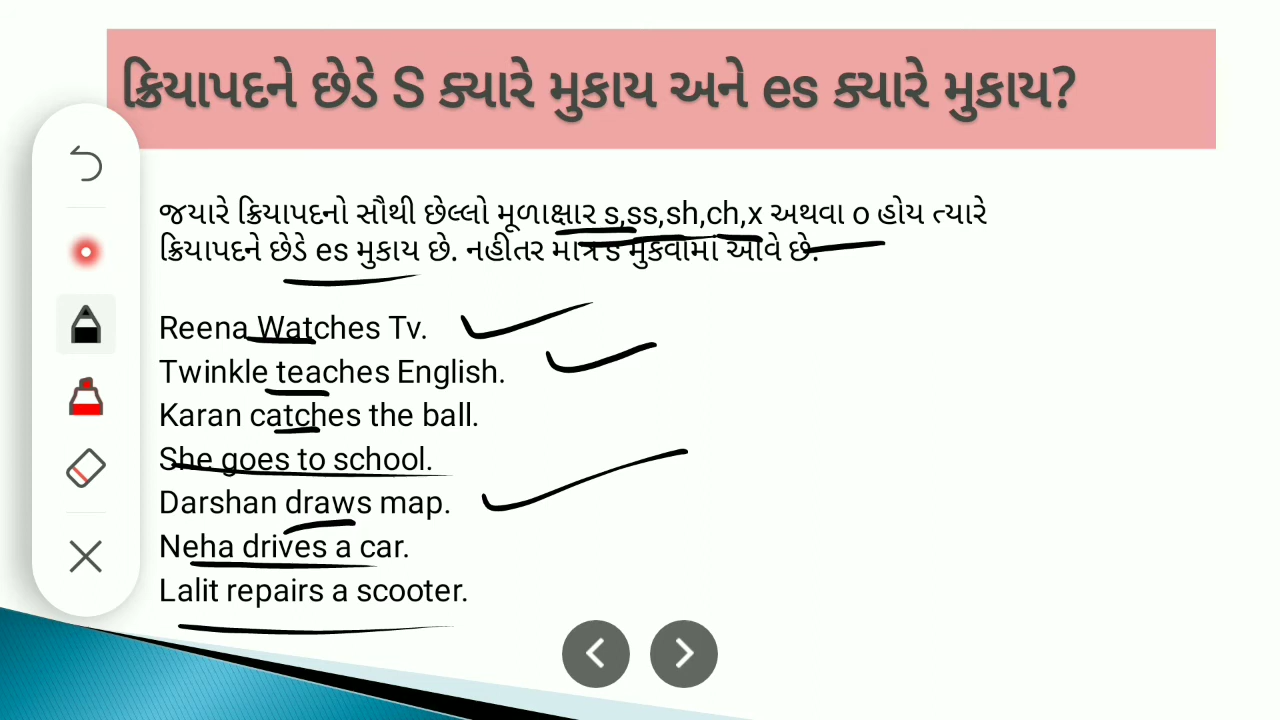 ક્રિયાપદને છેડે S ક્યારે મુકાય અને es ક્યારે મુકાય?
જયારે ક્રિયાપદનો સૌથી છેલ્લો મૂળાક્ષાર s,ss,sh,ch,x અથવા o હોય ત્યારે
ક્રિયાપદને છેડે es મુકાય છે. નહીતર માત્ર s મુકવામાં આવે છે.
Reena Watches Tv.
Twinkle teaches English.
Karan catches the ball.
She goes to school.
Darshan draws map.
Neha drives a car.
Lalit repairs a scooter.